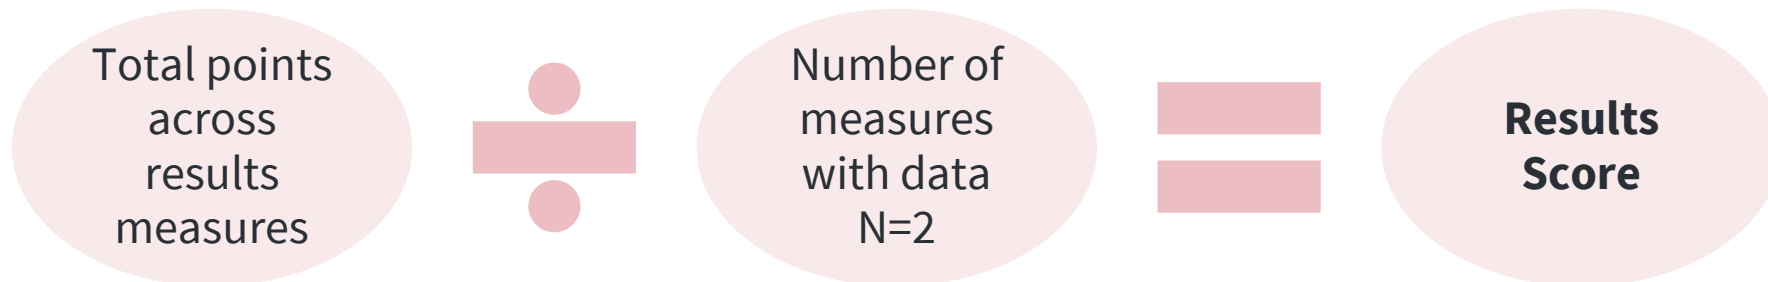 Total points
across
results
measures
Number of
measures
with data
N=2
Results
Score